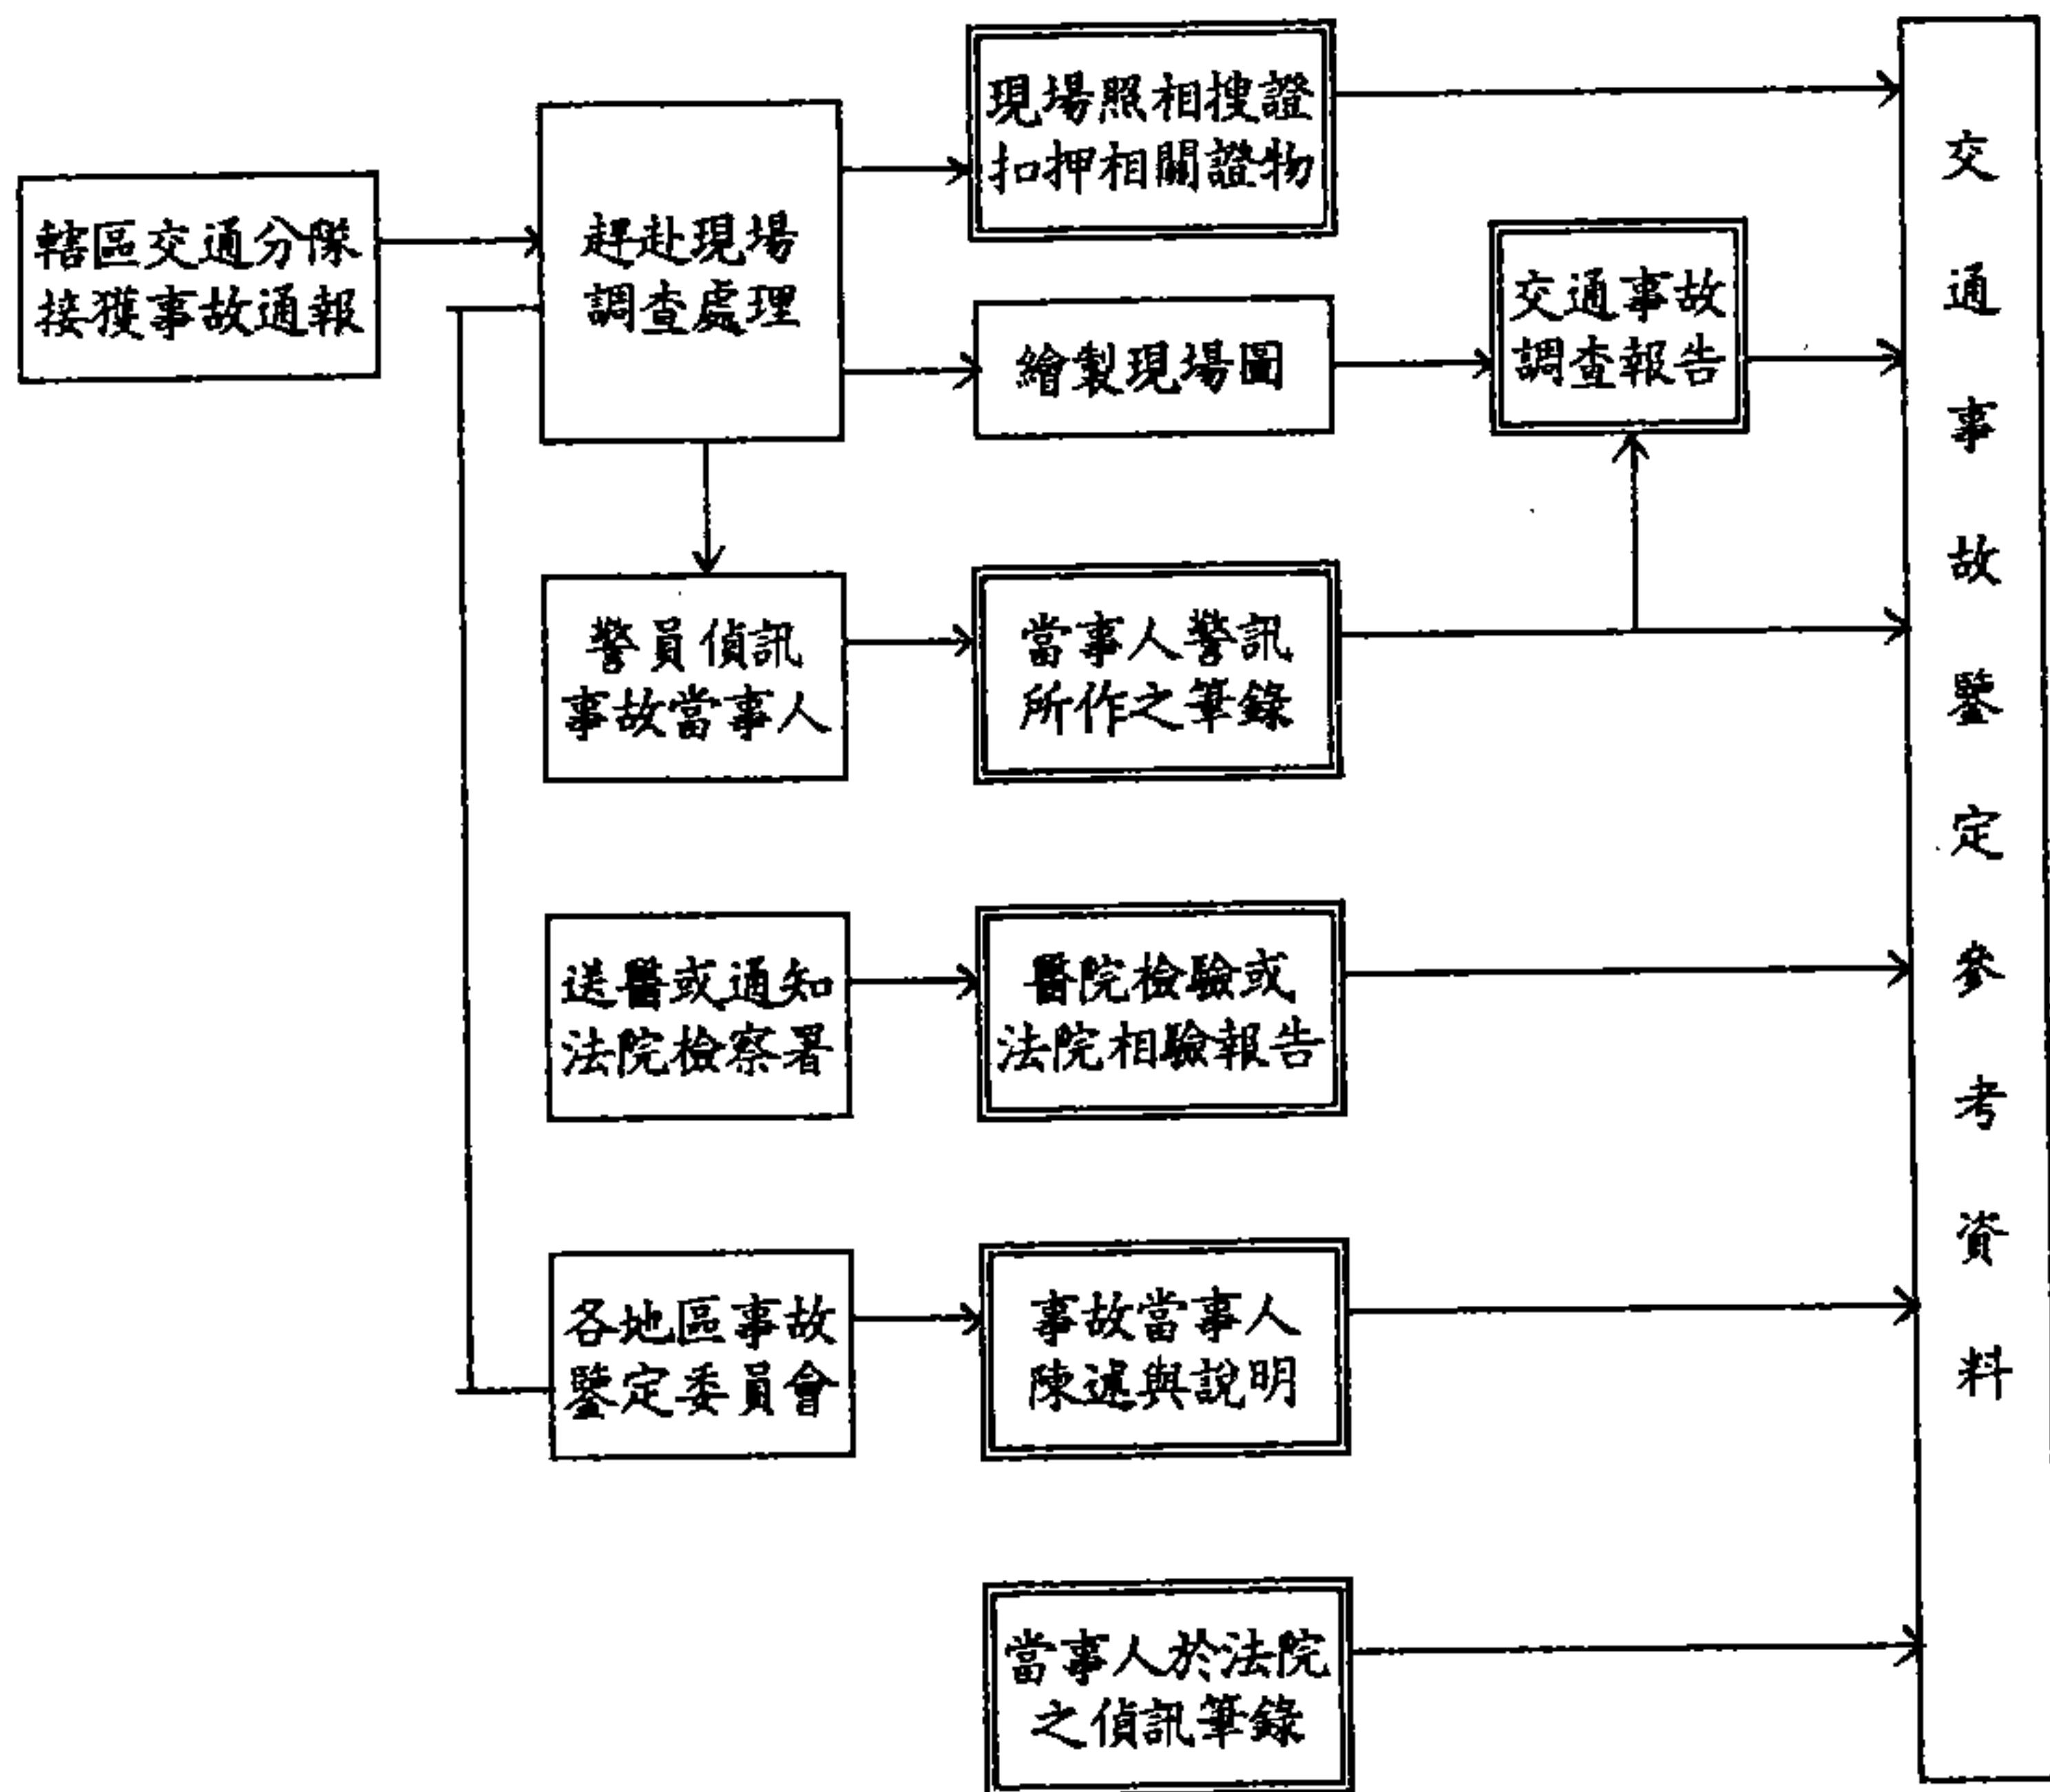 轄區交通分隊
接獲事故通報
趕赴現場
調查處理
現場照相搜證
扣押相關證物
繪製現場圖
交通事故
調查報告
警員偵訊
事故當事人
當事人警訊
所作之筆錄
送醫或通知
法院檢察署
醫院檢驗或
法院相驗報告
各地區事故
鑒定委員會
事故當事人
陳述與說明
當事人於法院
之偵訊筆錄
交通事故鑒定參考資料